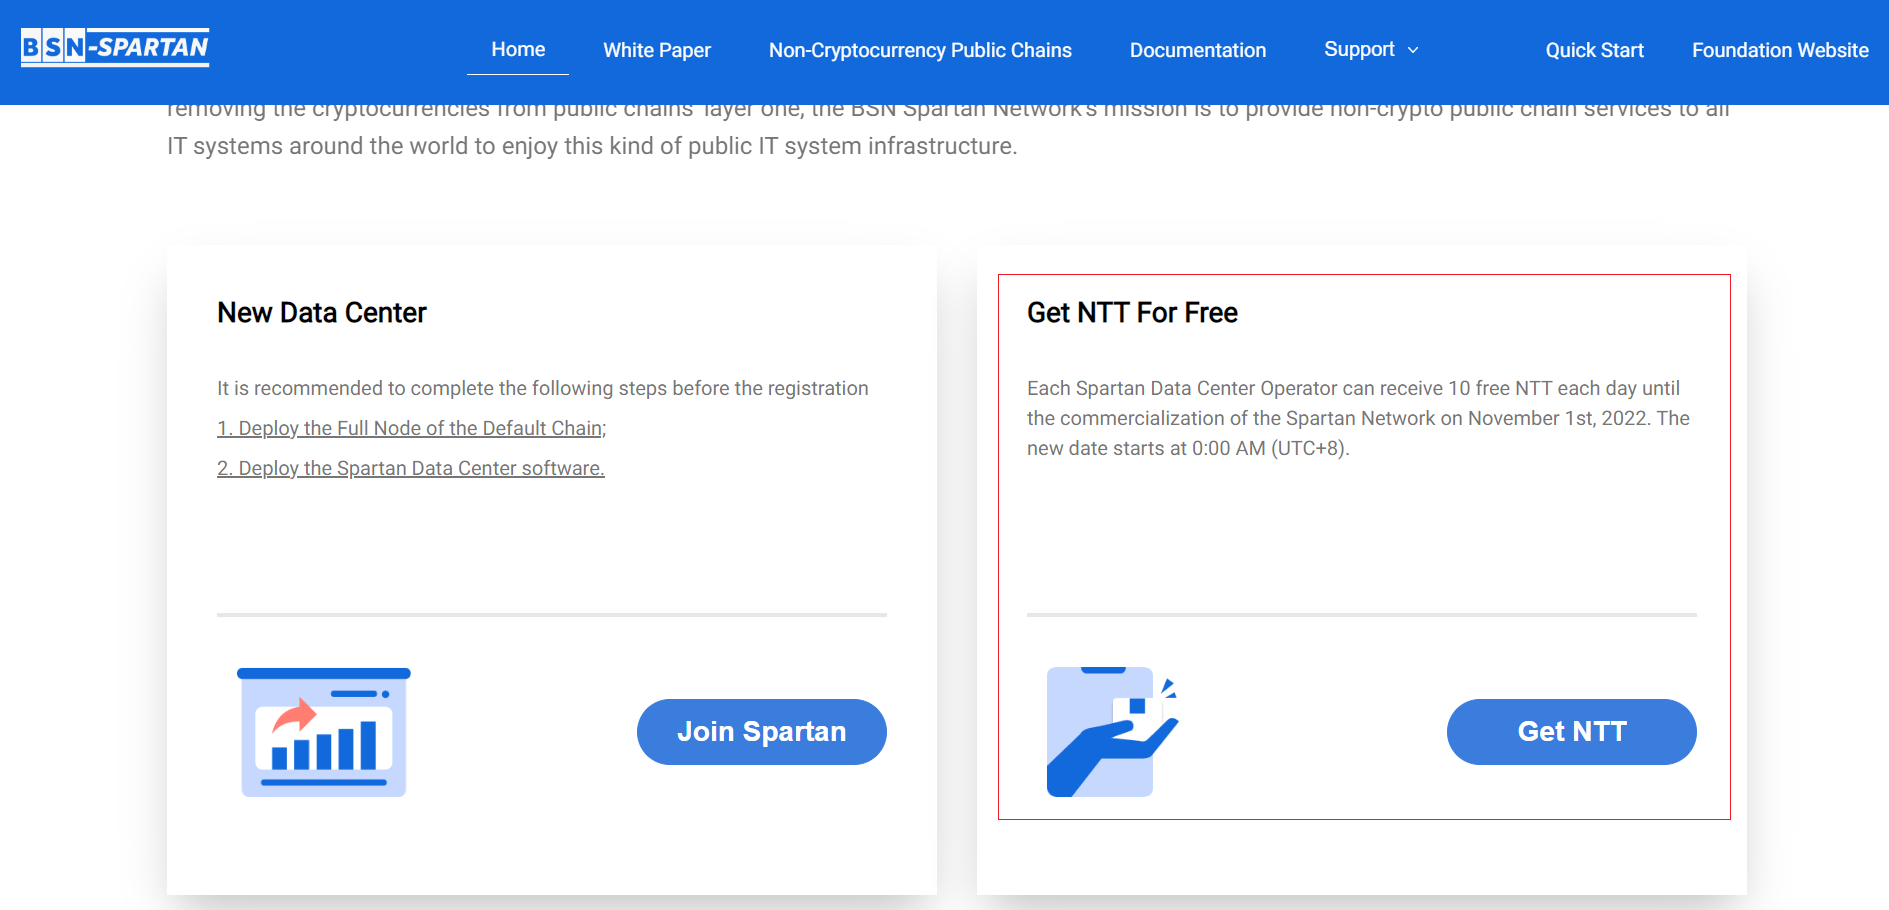 BSN-SPARTAN
Home
White Paper
Non-Cryptocurrency Public Chains
Documentation
Support
Quick Start
Foundation Website
removing the cryptocurrencies from public chains' layer one, the BSN Spartan Network's mission is to provide non-crypto public chain services to all
IT systems around the world to enjoy this kind of public IT system infrastructure.
New Data Center
It is recommended to complete the following steps before the registration
1. Deploy the Full Node of the Default Chain;
2. Deploy the Spartan Data Center software.
Join Spartan
Get NTT For Free
Each Spartan Data Center Operator can receive 10 free NTT each day until
the commercialization of the Spartan Network on November 1st, 2022. The
new date starts at 0:00 AM (UTC+8).
Get NTT